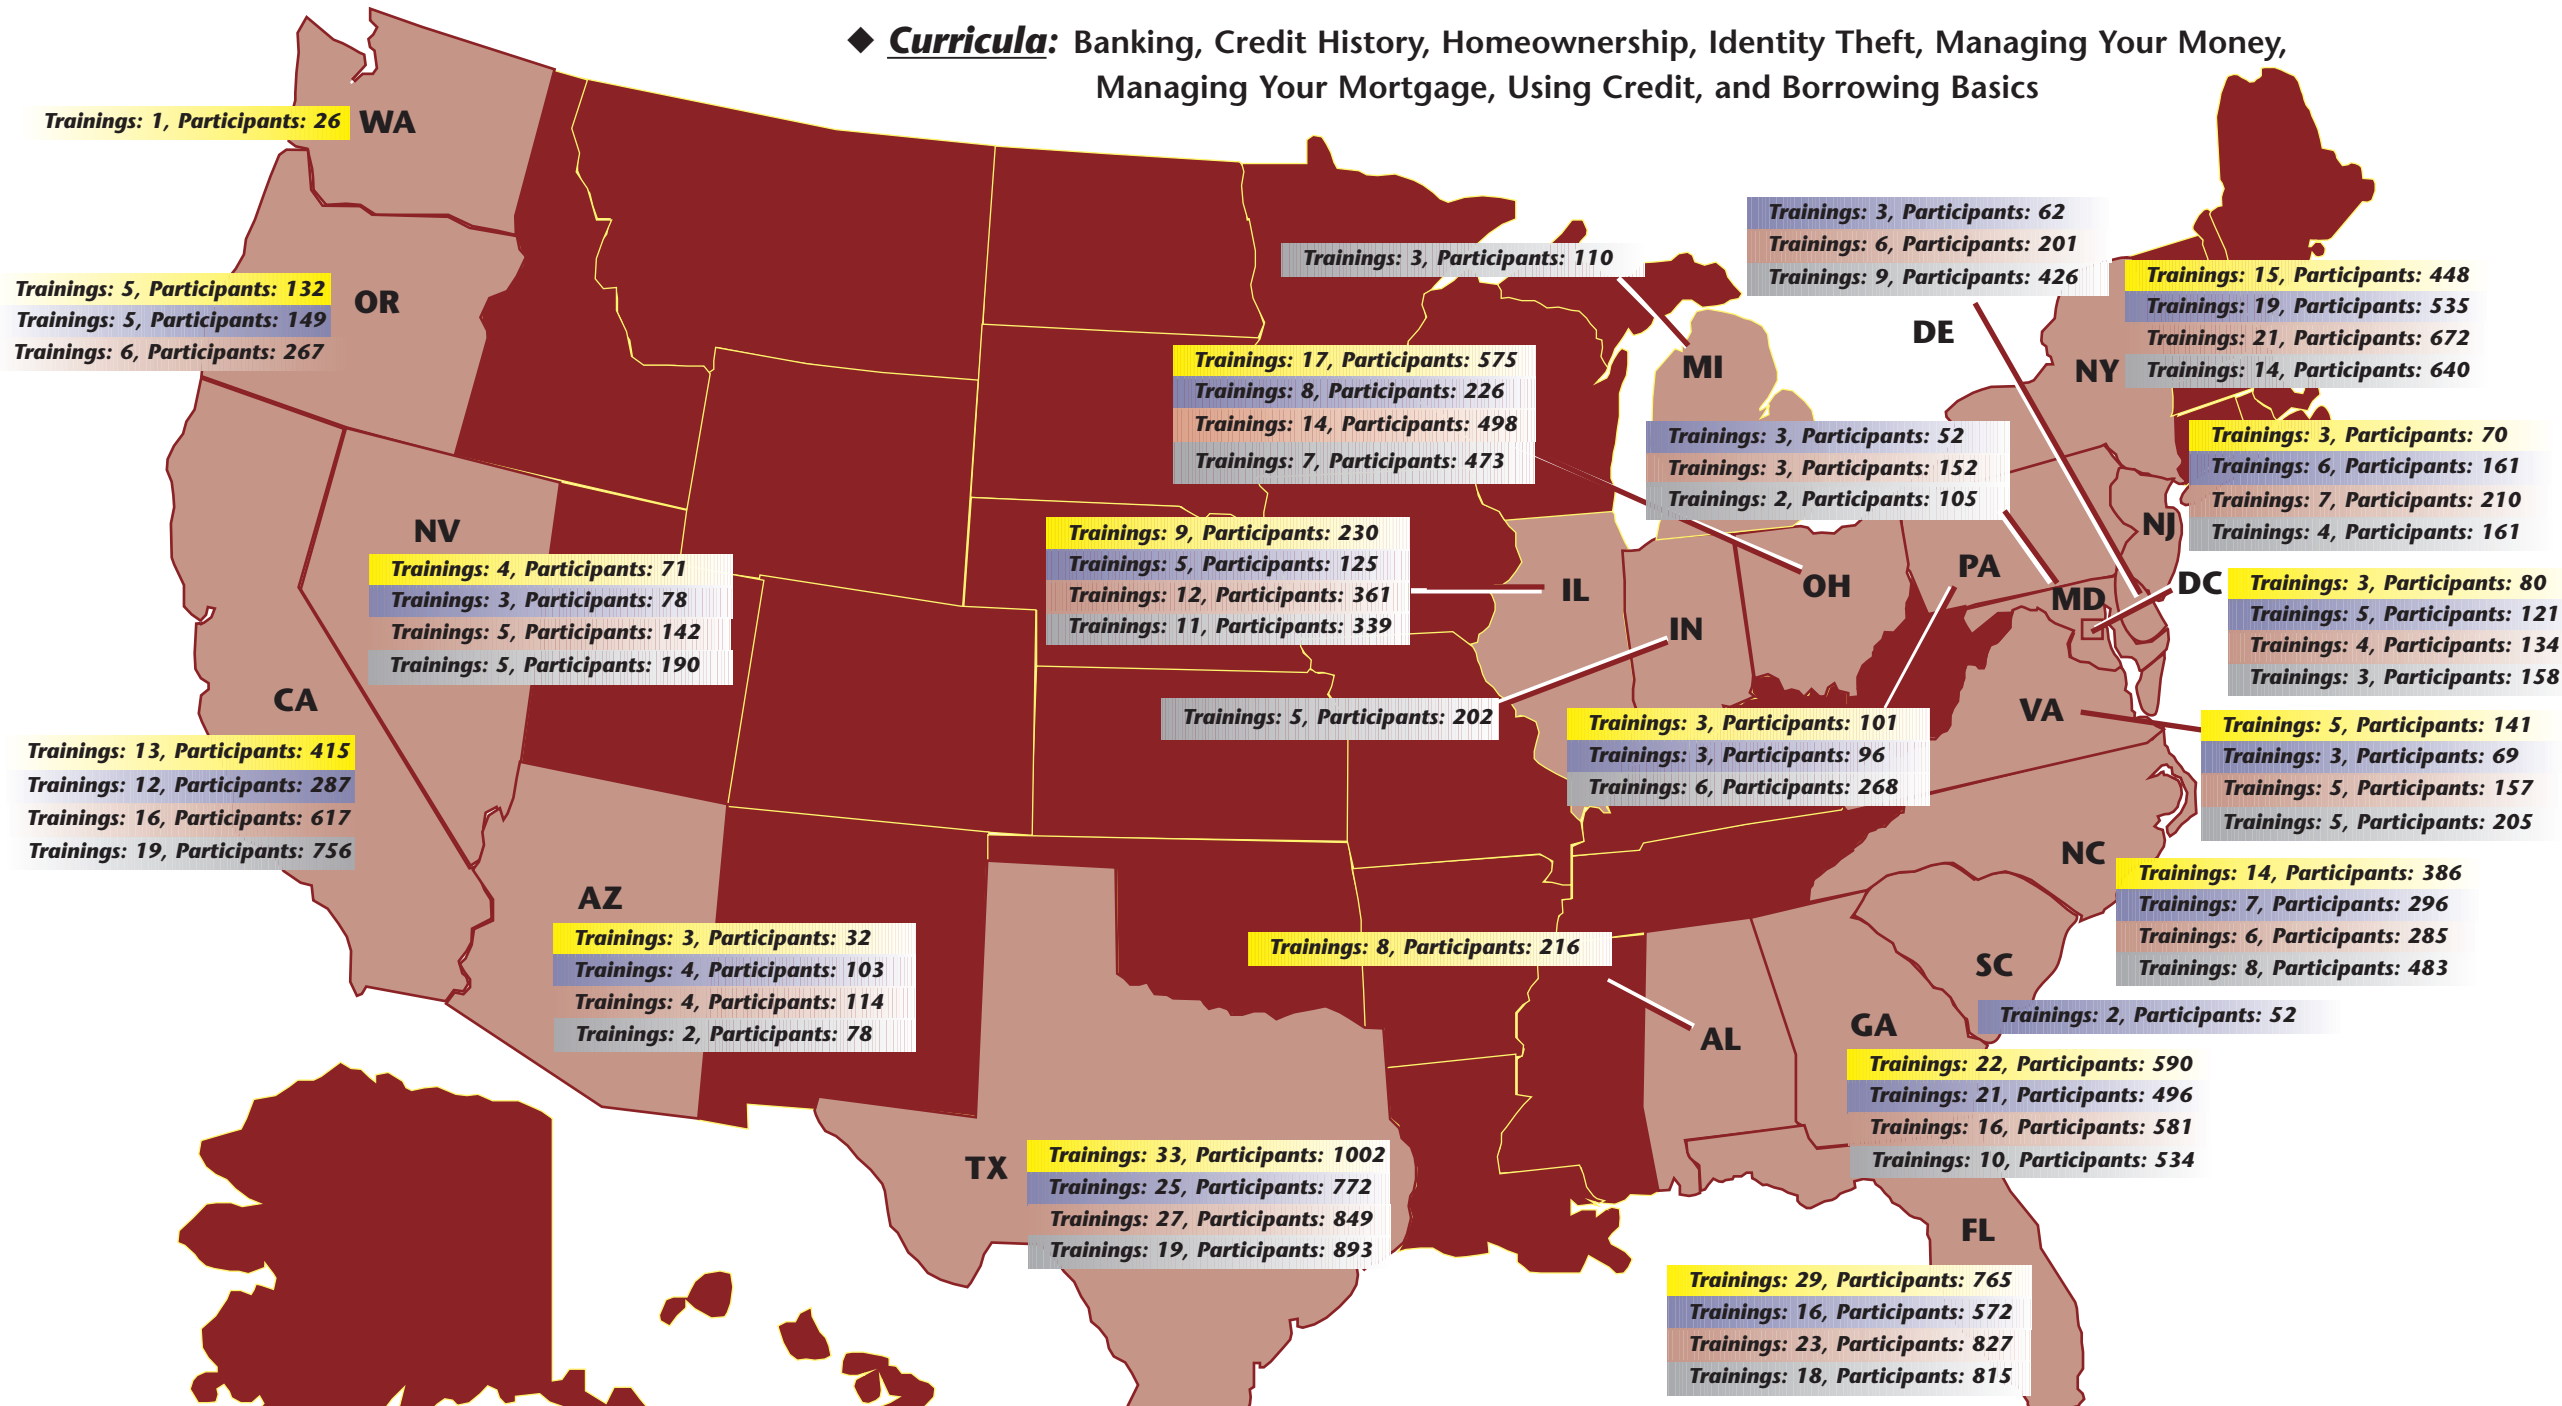 ◆ Curricula: Banking, Credit History, Homeownership, Identity Theft, Managing Your Money,
Managing Your Mortgage, Using Credit, and Borrowing Basics
Trainings: 1, Participants: 26
WA
Trainings: 5, Participants: 132
Trainings: 5, Participants: 149
Trainings: 6, Participants: 267
OR
Trainings: 3, Participants: 110
MI
Trainings: 3, Participants: 62
Trainings: 6, Participants: 201
Trainings: 9, Participants: 426
DE
NY
Trainings: 15, Participants: 448
Trainings: 19, Participants: 535
Trainings: 21, Participants: 672
Trainings: 14, Participants: 640
Trainings: 17, Participants: 575
Trainings: 8, Participants: 226
Trainings: 14, Participants: 498
Trainings: 7, Participants: 473
OH
Trainings: 3, Participants: 52
Trainings: 3, Participants: 152
Trainings: 2, Participants: 105
MD
NJ
Trainings: 3, Participants: 70
Trainings: 6, Participants: 161
Trainings: 7, Participants: 210
Trainings: 4, Participants: 161
NV
Trainings: 4, Participants: 71
Trainings: 3, Participants: 78
Trainings: 5, Participants: 142
Trainings: 5, Participants: 190
Trainings: 9, Participants: 230
Trainings: 5, Participants: 125
Trainings: 12, Participants: 361
Trainings: 11, Participants: 339
IL
IN
Trainings: 5, Participants: 202
PA
Trainings: 3, Participants: 101
Trainings: 3, Participants: 96
Trainings: 6, Participants: 268
DC
Trainings: 3, Participants: 80
Trainings: 5, Participants: 121
Trainings: 4, Participants: 134
Trainings: 3, Participants: 158
VA
Trainings: 5, Participants: 141
Trainings: 3, Participants: 69
Trainings: 5, Participants: 157
Trainings: 5, Participants: 205
CA
Trainings: 13, Participants: 415
Trainings: 12, Participants: 287
Trainings: 16, Participants: 617
Trainings: 19, Participants: 756
NC
Trainings: 14, Participants: 386
Trainings: 7, Participants: 296
Trainings: 6, Participants: 285
Trainings: 8, Participants: 483
AZ
Trainings: 3, Participants: 32
Trainings: 4, Participants: 103
Trainings: 4, Participants: 114
Trainings: 2, Participants: 78
Trainings: 8, Participants: 216
AL
SC
Trainings: 2, Participants: 52
GA
Trainings: 22, Participants: 590
Trainings: 21, Participants: 496
Trainings: 16, Participants: 581
Trainings: 10, Participants: 534
TX
Trainings: 33, Participants: 1002
Trainings: 25, Participants: 772
Trainings: 27, Participants: 849
Trainings: 19, Participants: 893
FL
Trainings: 29, Participants: 765
Trainings: 16, Participants: 572
Trainings: 23, Participants: 827
Trainings: 18, Participants: 815